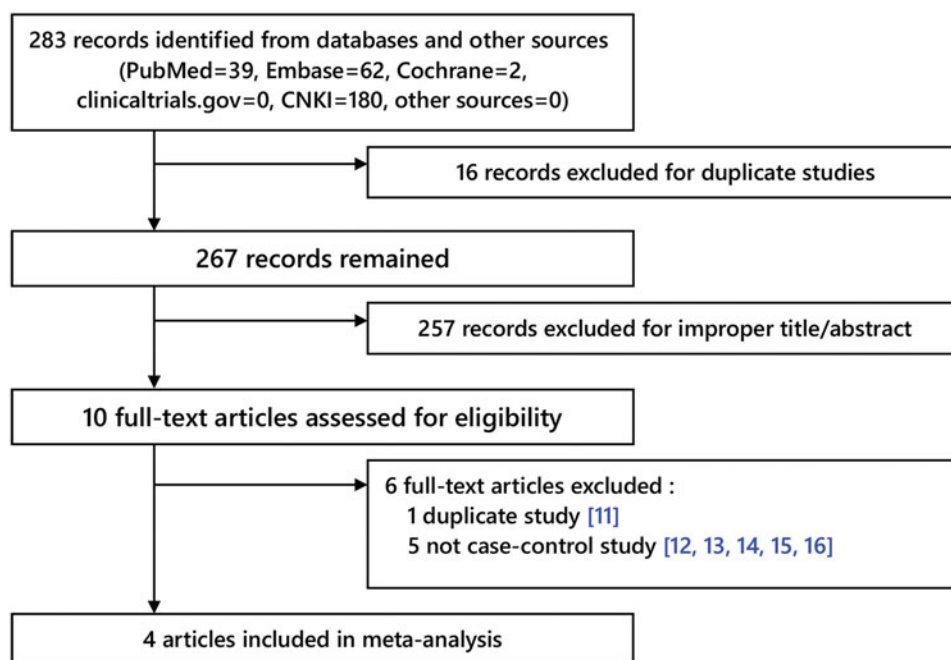 283 records identified from databases and other sources
(PubMed=39, Embase=62, Cochrane=2,
clinicaltrials.gov=0, CNKI=180, other sources=0)
16 records excluded for duplicate studies
267 records remained
257 records excluded for improper title/abstract
10 full-text articles assessed for eligibility
6 full-text articles excluded :
1 duplicate study [11]
5 not case-control study [12, 13, 14, 15, 16]
4 articles included in meta-analysis